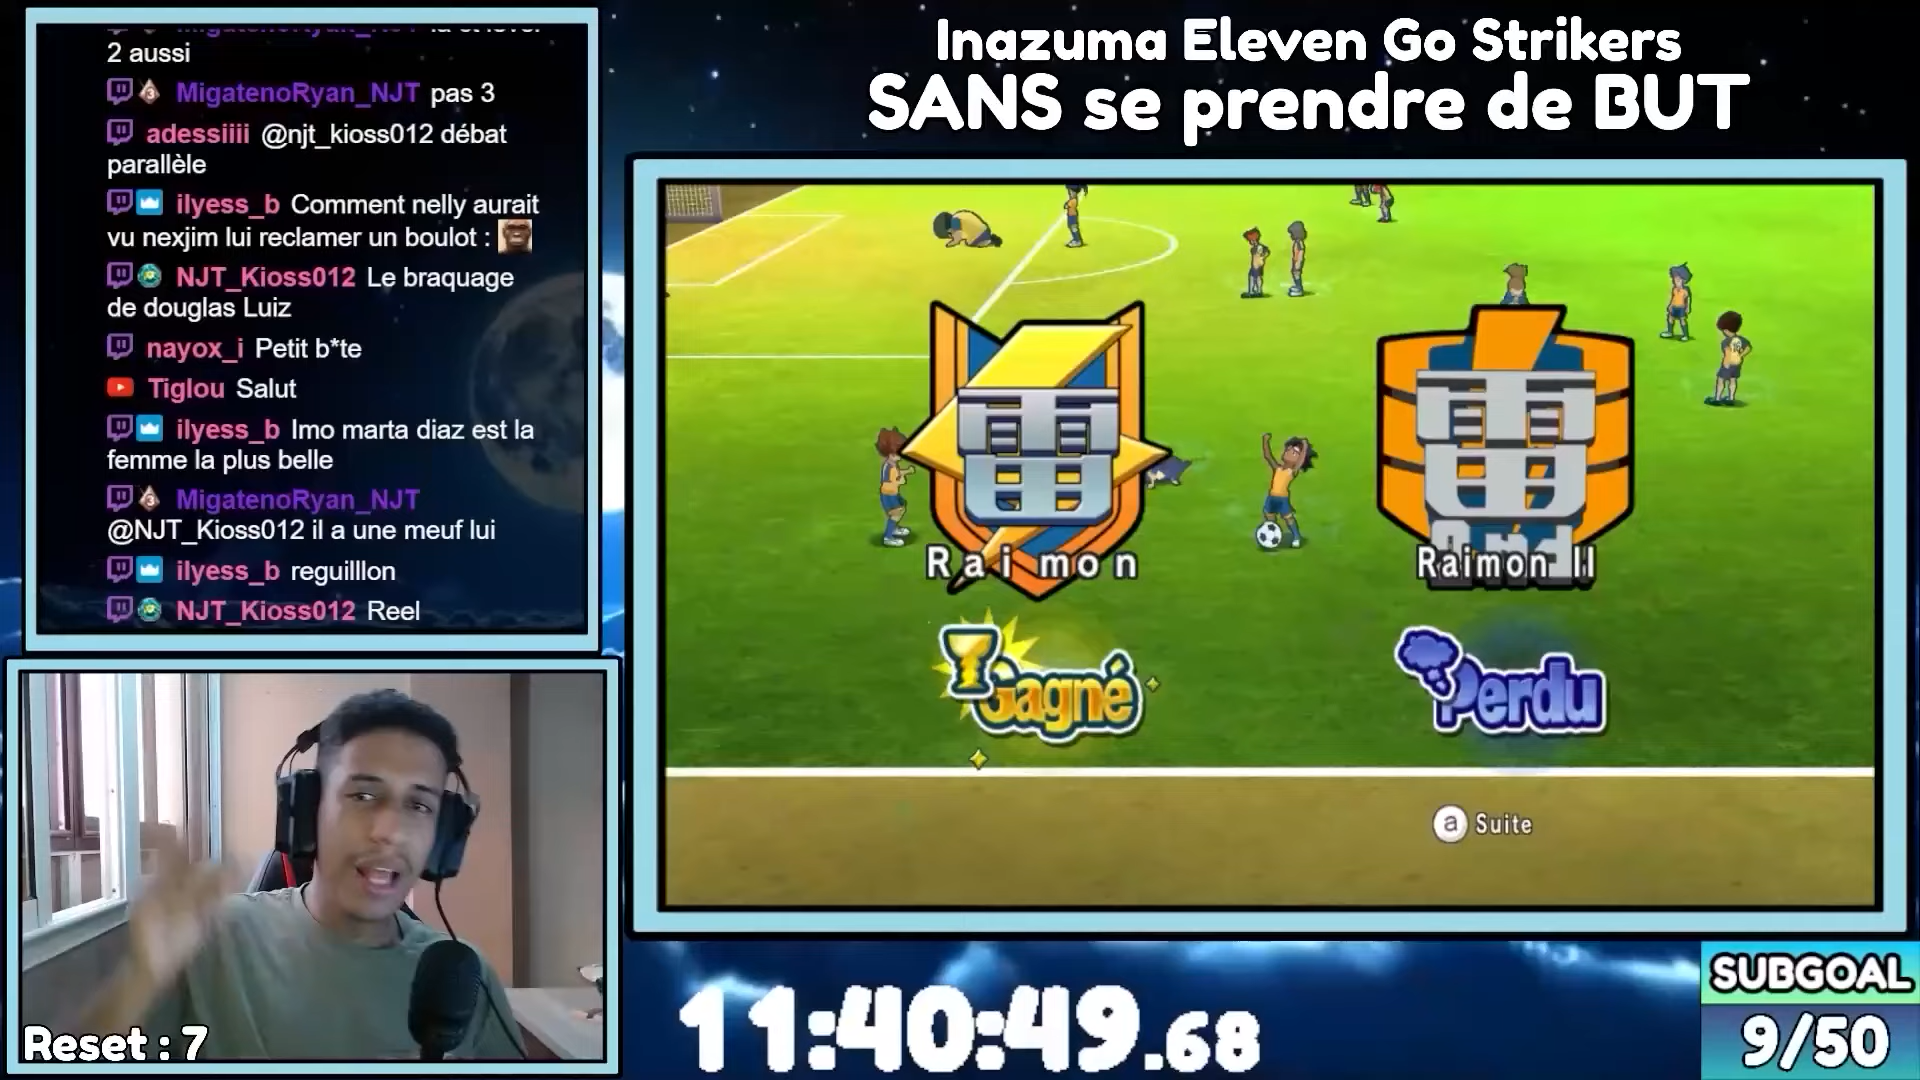 2 aussi
MigatenoRyan_NJT pas 3
adessiiii @njt_kioss012 débat
parallèle
ilyess_b Comment nelly aurait
vu nexjim lui reclamer un boulot :
NJT_Kioss012 Le braquage
de douglas Luiz
nayox_i Petit b*te
Tiglou Salut
ilyess_b Imo marta diaz est la
femme la plus belle
MigatenoRyan_NJT
@NJT_Kioss012 il a une meuf lui
ilyess_b reguilllon
NJT_Kioss012 Reel
Inazuma Eleven Go Strikers
SANS se prendre de BUT
雷
雷
Raimon
Raimon II
Gagné
Perdu
a Suite
Reset : 7
11:40:49.68
SUBGOAL
9/50